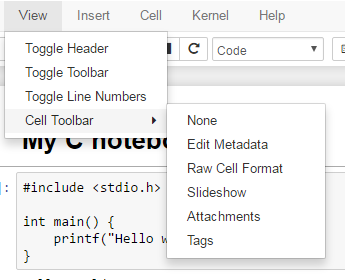 View Insert Cell Kernel Help
Toggle Header
Toggle Toolbar
Toggle Line Numbers
Cell Toolbar
Code
None
Edit Metadata
Raw Cell Format
Slideshow
Attachments
Tags
My C
]:
#include <stdio.h>
int main() {
printf("Hello
}